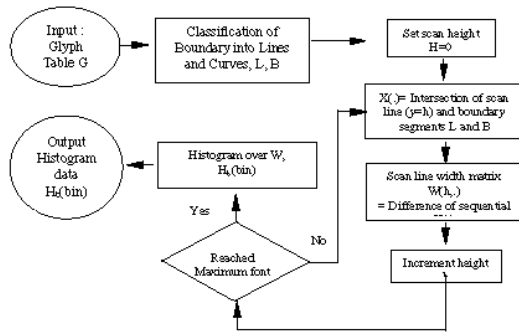 Input :
Glyph
Table G
Classification of
Boundary into Lines
and Curves, L, B
Set scan height
H=0
X(.)= Intersection of scan
line (y=h) and boundary
segments L and B
Scan line width matrix
W(h,.)
= Difference of sequential
Increment height
Reached
Maximum font
No
Yes
Histogram over W,
(bin)
Output
Histogram
data
(bin)